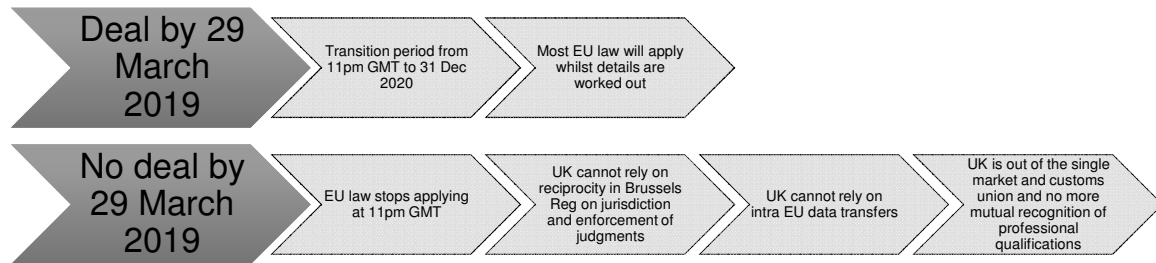 Deal by 29
March
2019
Transition period from
11pm GMT to 31 Dec
2020
Most EU law will apply
whilst details are
worked out
No deal by
29 March
2019
EU law stops applying
at 11pm GMT
UK cannot rely on
reciprocity in Brussels
Reg on jurisdiction
and enforcement of
judgments
UK cannot rely on
intra EU data transfers
UK is out of the single
market and customs
union and no more
mutual recognition of
professional
qualifications